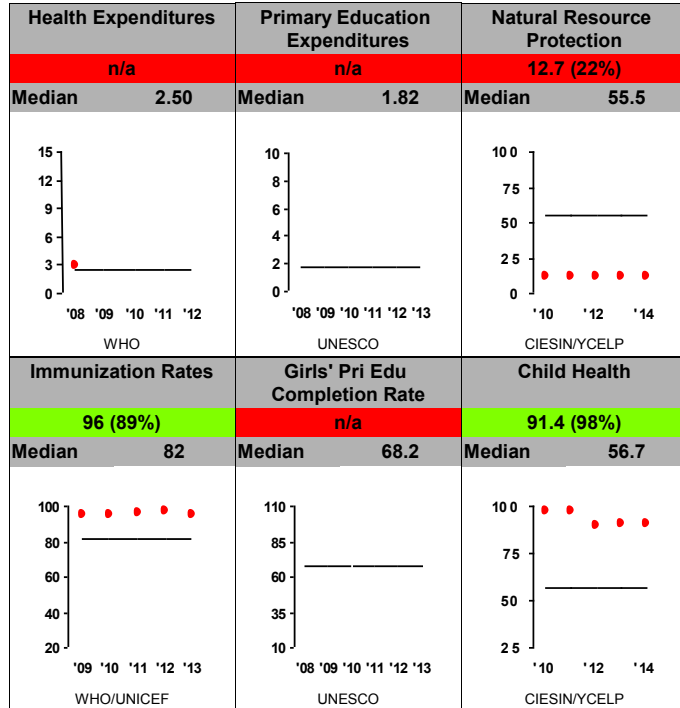 Health Expenditures
n/a
Median 2.50
15
12
9
6
3
0
'08 '09 '10 '11 '12
WHO
Primary Education
Expenditures
n/a
Median 1.82
10
8
6
4
2
0
'08 '09 '10 '11 '12 '13
UNESCO
Natural Resource
Protection
12.7 (22%)
Median 55.5
100
75
50
25
0
'10 '12 '14
CIESIN/YCELP
Immunization Rates
96 (89%)
Median 82
100
80
60
40
20
'09 '10 '11 '12 '13
WHO/UNICEF
Girls' Pri Edu
Completion Rate
n/a
Median 68.2
110
85
60
35
10
'08 '09 '10 '11 '12 '13
UNESCO
Child Health
91.4 (98%)
Median 56.7
100
75
50
25
'10 '12 '14
CIESIN/YCELP